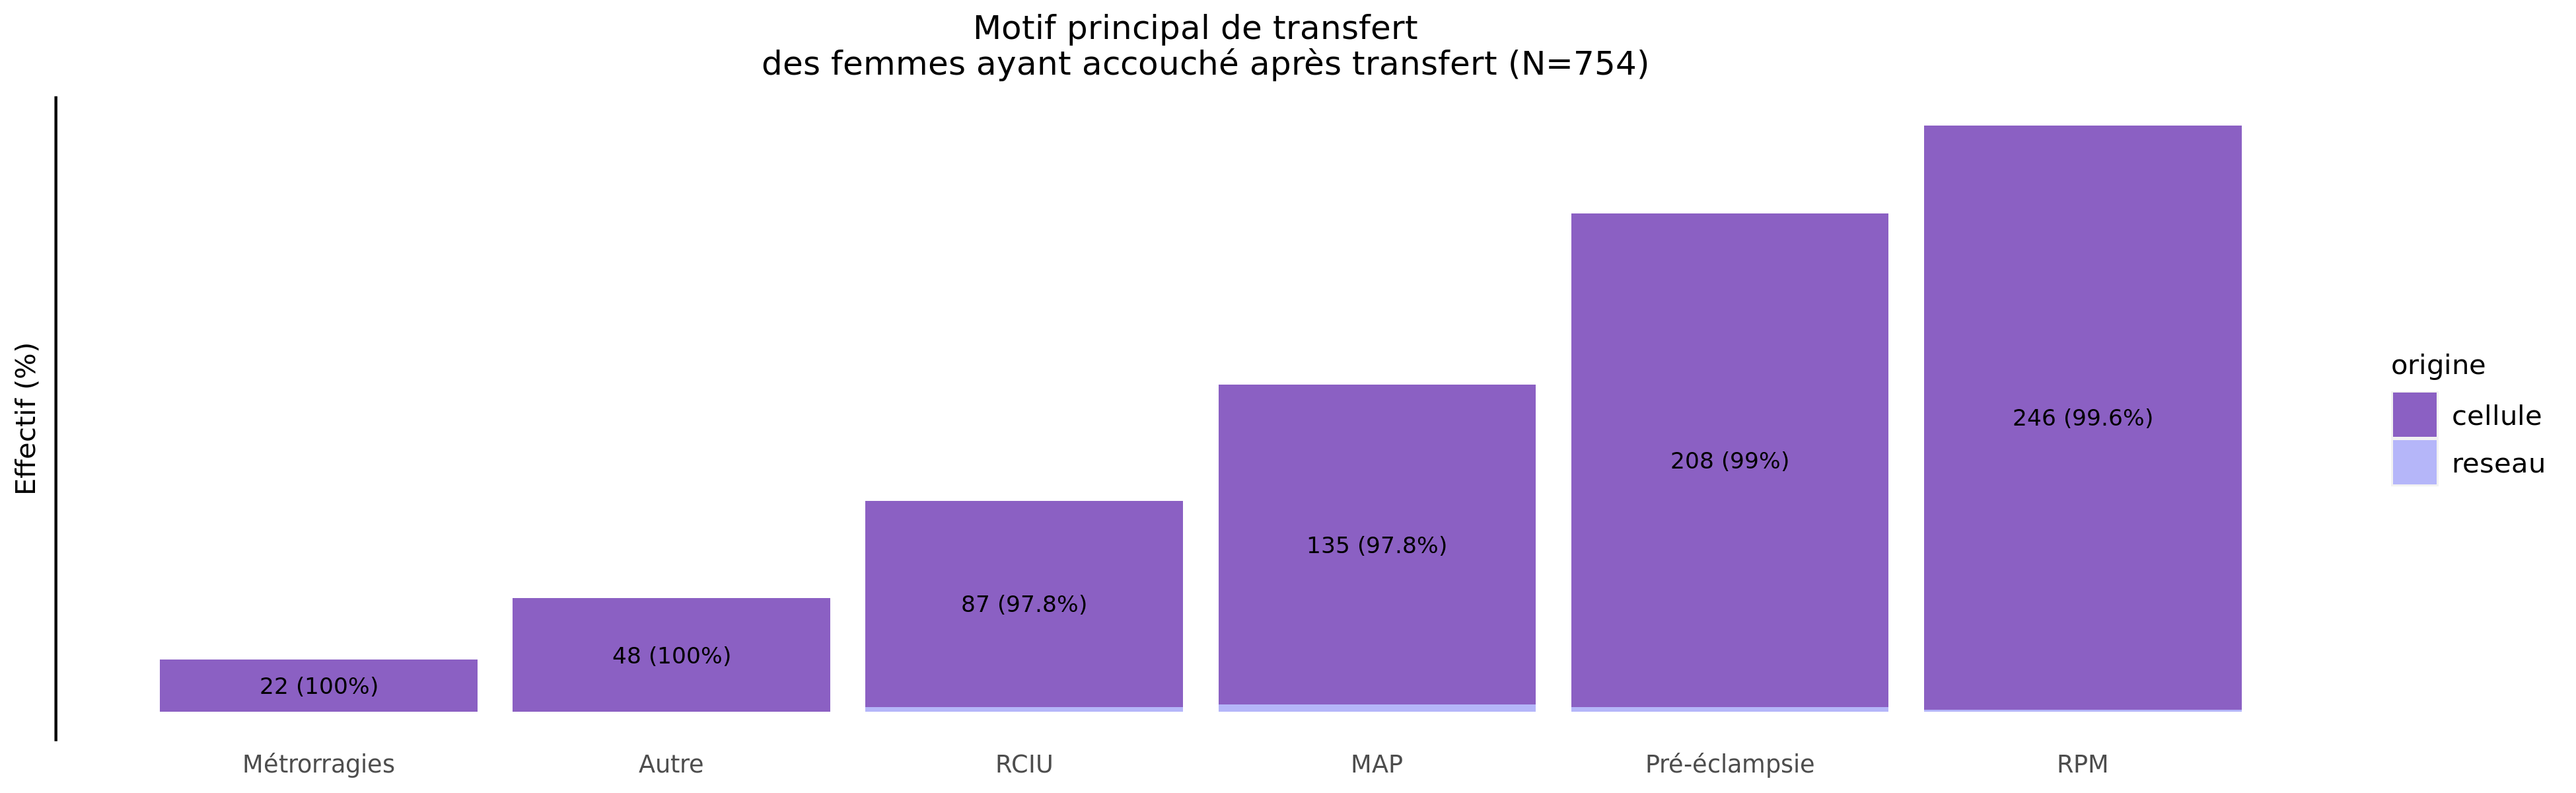 Motif principal de transfert
des femmes ayant accouché après transfert (N=754)
Effectif (%)
22 (100%)
48 (100%)
87 (97.8%)
135 (97.8%)
208 (99%)
246 (99.6%)
Métrorragies
Autre
RCIU
MAP
Pré-éclampsie
RPM
origine
cellule
reseau